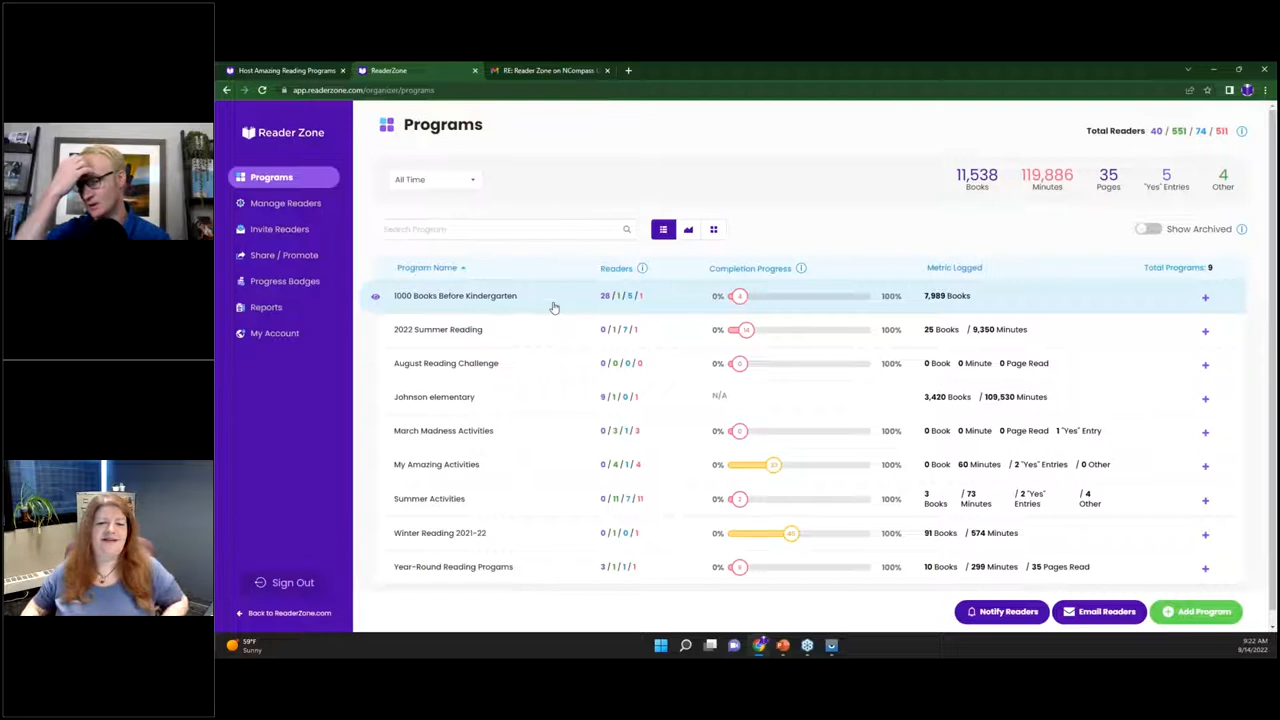 Host Amazing Reading Programs
ReaderZone
RE: Reader Zone on NCompass
app.readerzone.com/organizer/programs
Reader Zone
Programs
Manage Readers
Invite Readers
Share / Promote
Progress Badges
Reports
My Account
Sign Out
Back to ReaderZone.com
Programs
Total Readers 40 / 551 / 74 / 511
All Time
11,538 119,886 35 5 4
Books Minutes Pages "Yes" Entries Other
Search Program
Show Archived
Program Name Readers Completion Progress Metric Logged Total Programs: 9
1000 Books Before Kindergarten 28 / 1 / 5 / 1 0% 4 100% 7,989 Books +
2022 Summer Reading 0 / 1 / 7 / 1 0% 14 100% 25 Books / 9,350 Minutes +
August Reading Challenge 0 / 0 / 0 / 0 0% 0 100% 0 Book 0 Minute 0 Page Read +
Johnson elementary 9 / 1 / 0 / 1 N/A 3,420 Books / 109,530 Minutes +
March Madness Activities 0 / 3 / 1 / 3 0% 0 100% 0 Book 0 Minute 0 Page Read 1 "Yes" Entry +
My Amazing Activities 0 / 4 / 1 / 4 0% 100% 0 Book 60 Minutes / 2 "Yes" Entries / 0 Other +
Summer Activities 0 / 11 / 7 / 11 0% 2 100% 3 Books / 73 Minutes / 2 "Yes" Entries / 4 Other +
Winter Reading 2021-22 0 / 1 / 0 / 1 0% 100% 91 Books / 574 Minutes +
Year-Round Reading Progams 3 / 1 / 1 / 1 0% 100% 10 Books / 299 Minutes / 35 Pages Read +
Notify Readers Email Readers Add Program
59°F
Sunny
9:22 AM
9/14/2022